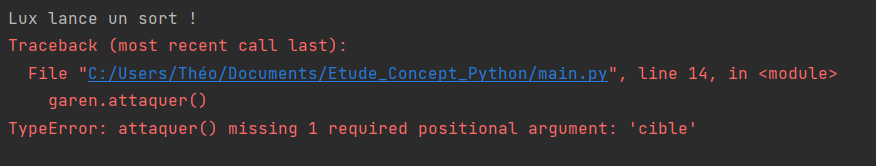 Lux lance un sort !
Traceback (most recent call last):
File "C:/Users/Théo/Documents/Etude_Concept_Python/main.py", line 14, in <module>
garen.attaquer()
TypeError: attaquer() missing 1 required positional argument: 'cible'